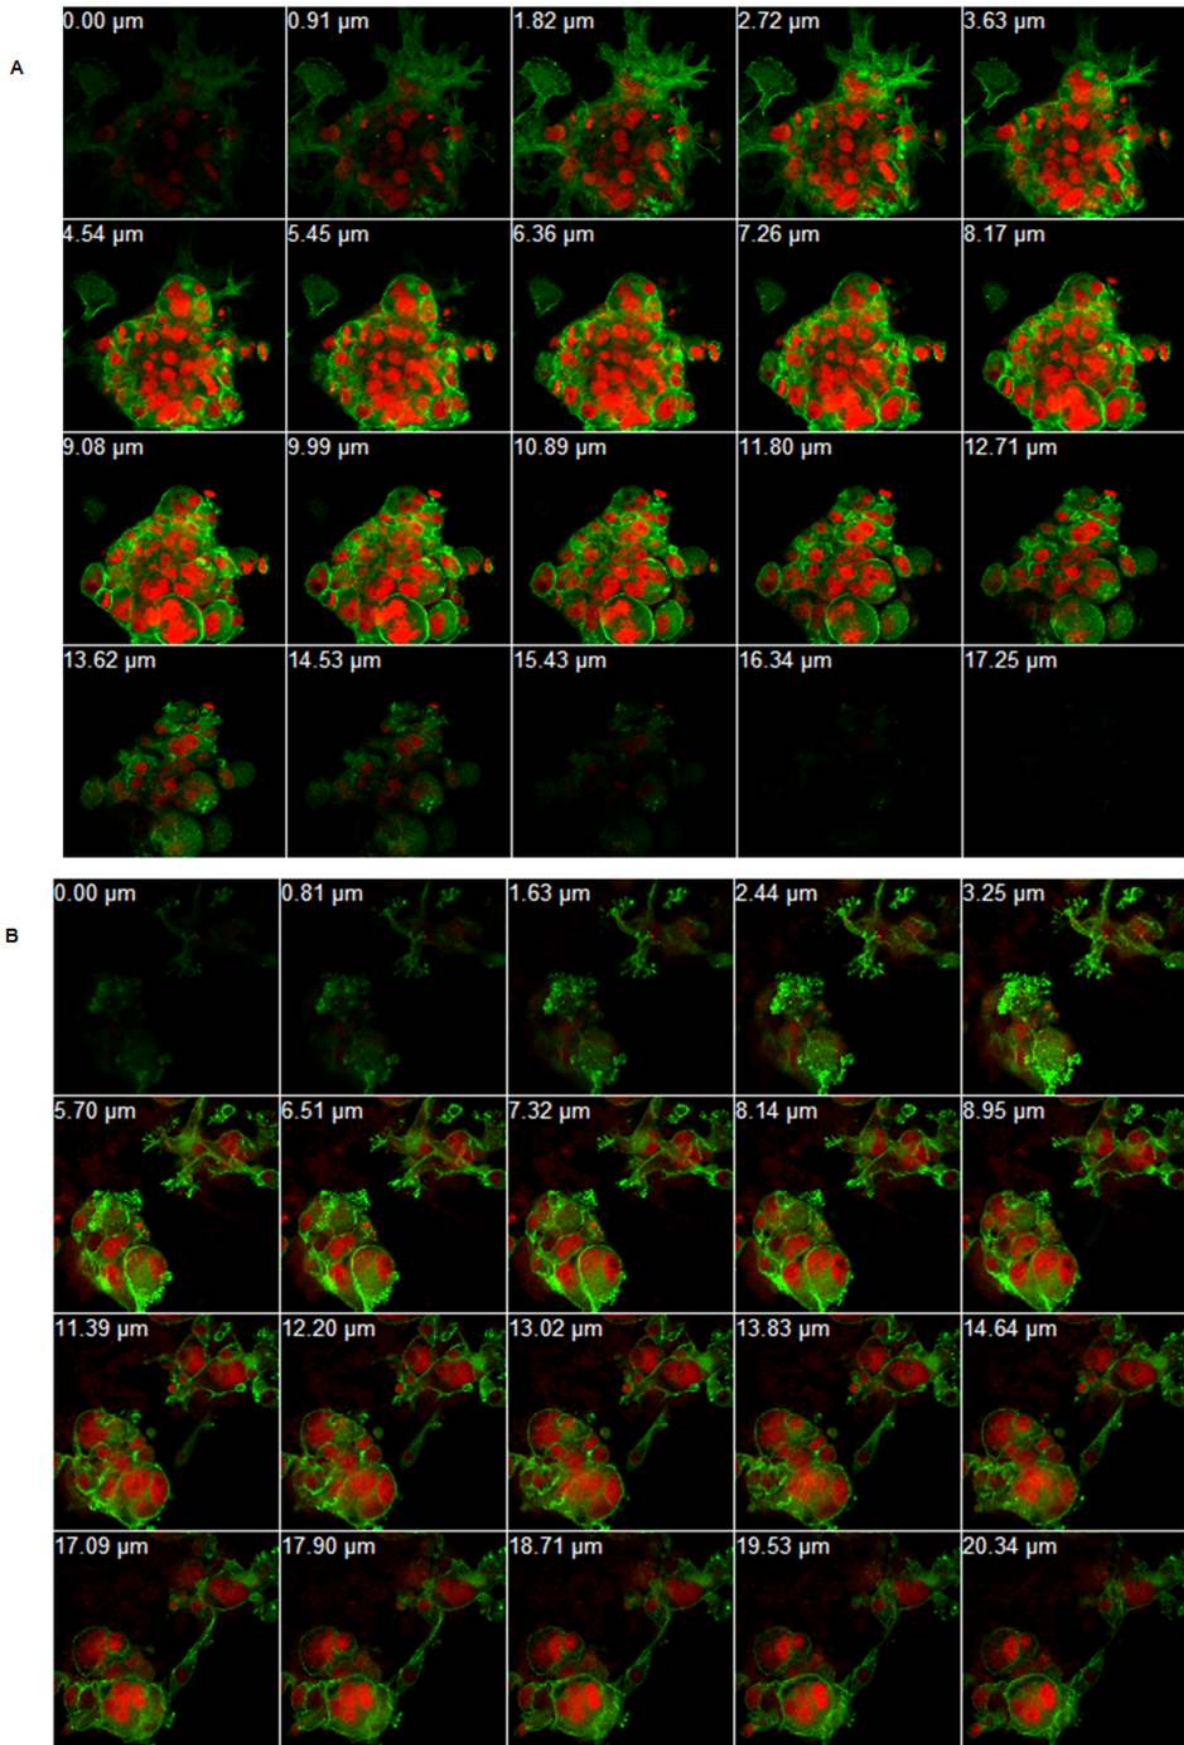 0.00 µm 0.91 µm 1.82 µm 2.72 µm 3.63 µm
A
4.54 µm 5.45 µm 6.36 µm 7.26 µm 8.17 µm
9.08 µm 9.99 µm 10.89 µm 11.80 µm 12.71 µm
13.62 µm 14.53 µm 15.43 µm 16.34 µm 17.25 µm
0.00 µm 0.81 µm 1.63 µm 2.44 µm 3.25 µm
B
5.70 µm 6.51 µm 7.32 µm 8.14 µm 8.95 µm
11.39 µm 12.20 µm 13.02 µm 13.83 µm 14.64 µm
17.09 µm 17.90 µm 18.71 µm 19.53 µm 20.34 µm